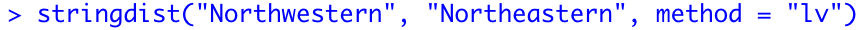 > stringdist("Northwestern", "Northeastern", method = "lv")